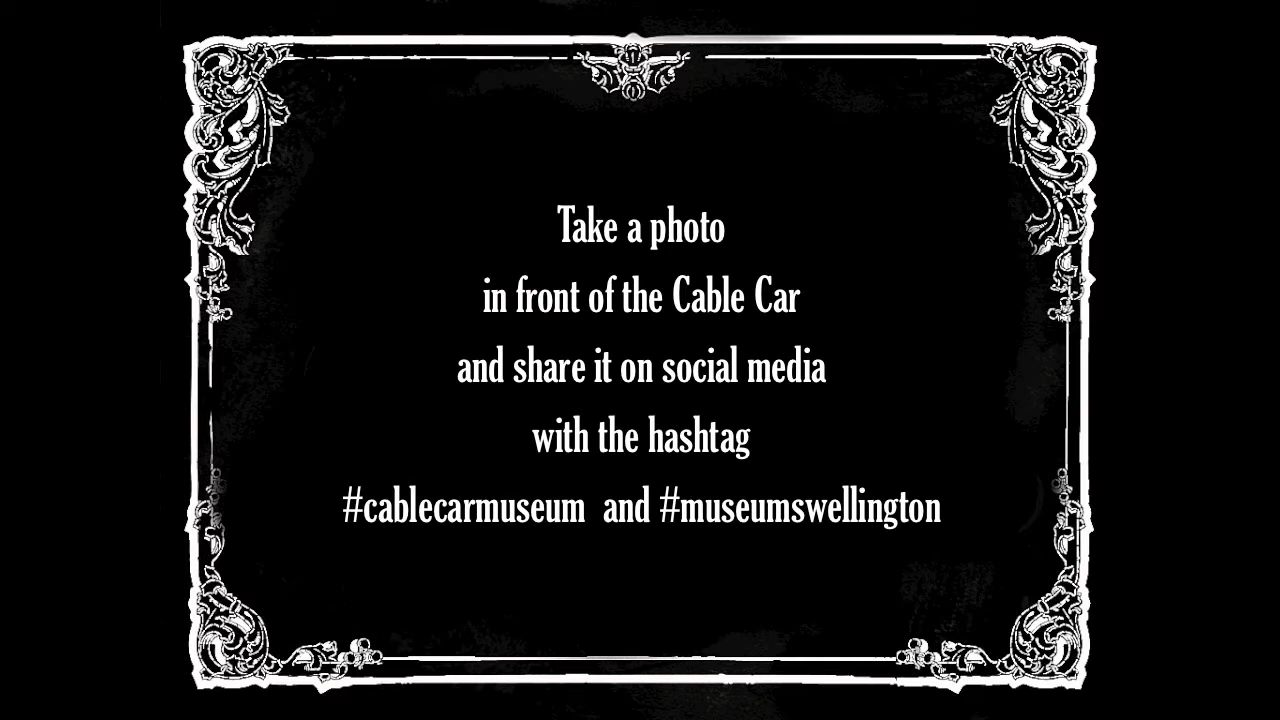 Take a photo
in front of the Cable Car
and share it on social media
with the hashtag
#cablecarmuseum and #museumswellington